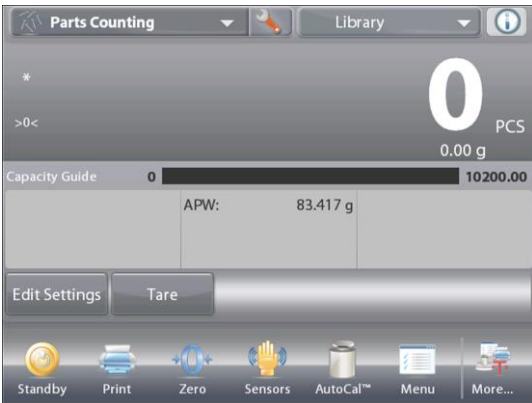 Parts Counting Library
*
>0<
0 PCS
0.00 g
Capacity Guide 0 10200.00
APW: 83.417 g
Edit Settings Tare
Standby Print Zero Sensors AutoCal™ Menu More...